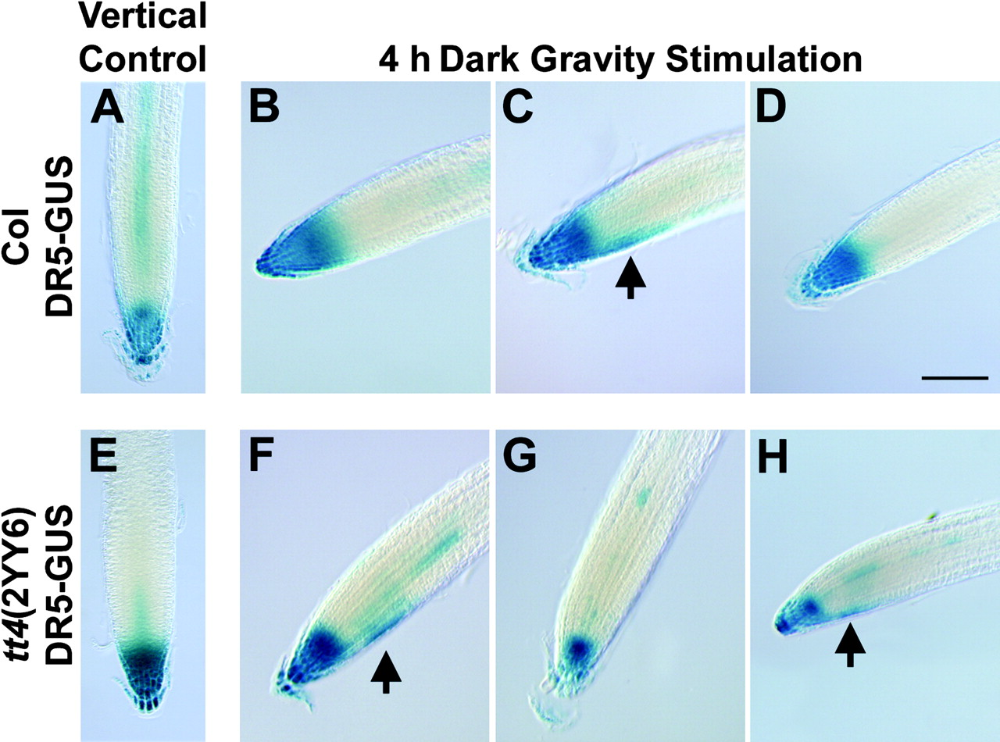 Vertical
Control
4 h Dark Gravity Stimulation
Col
DR5-GUS
A
B
C
D
tt4(2YY6)
DR5-GUS
E
F
G
H